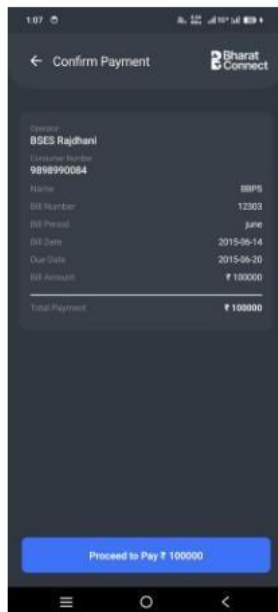 1:07
← Confirm Payment
Bharat Connect
Operator
BSES Rajdhani
Consumer Number
9898990084
Name BBPS
Bill Number 12303
Bill Period june
Bill Date 2015-06-14
Due Date 2015-06-20
Bill Amount ₹ 100000
Total Payment ₹ 100000
Proceed to Pay ₹ 100000